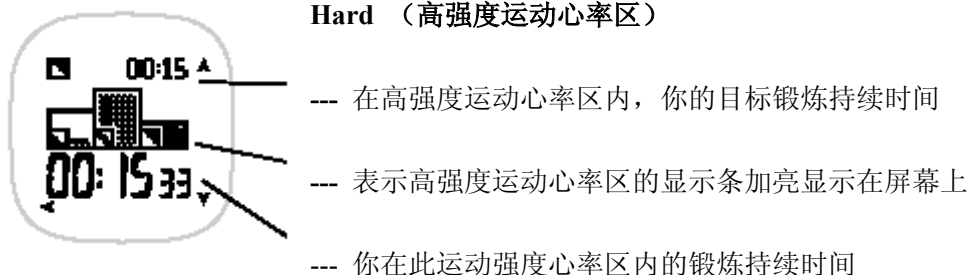 Hard （高强度运动心率区）
00:15
--- 在高强度运动心率区内，你的目标锻炼持续时间
--- 表示高强度运动心率区的显示条加亮显示在屏幕上
00: 15 33
--- 你在此运动强度心率区内的锻炼持续时间